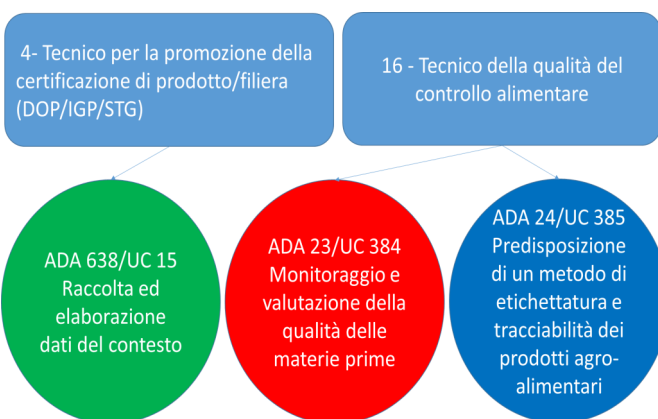 4- Tecnico per la promozione della
certificazione di prodotto/filiera
(DOP/IGP/STG)
16 - Tecnico della qualità del
controllo alimentare
ADA 638/UC 15
Raccolta ed
elaborazione
dati del contesto
ADA 23/UC 384
Monitoraggio e
valutazione della
qualità delle
materie prime
ADA 24/UC 385
Predisposizione
di un metodo di
etichettatura e
tracciabilità dei
prodotti agro-
alimentari